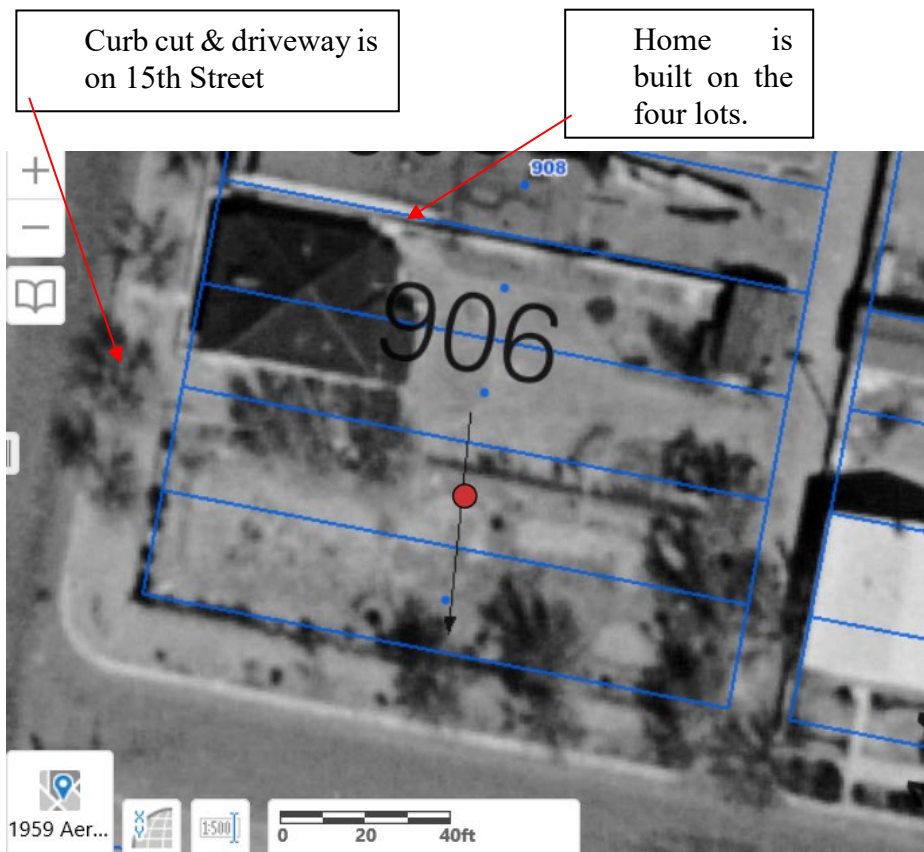 Curb cut & driveway is
on 15th Street
Home is
built on the
four lots.
908
906
1959 Aer...
X
Y
1:500
0 20 40ft